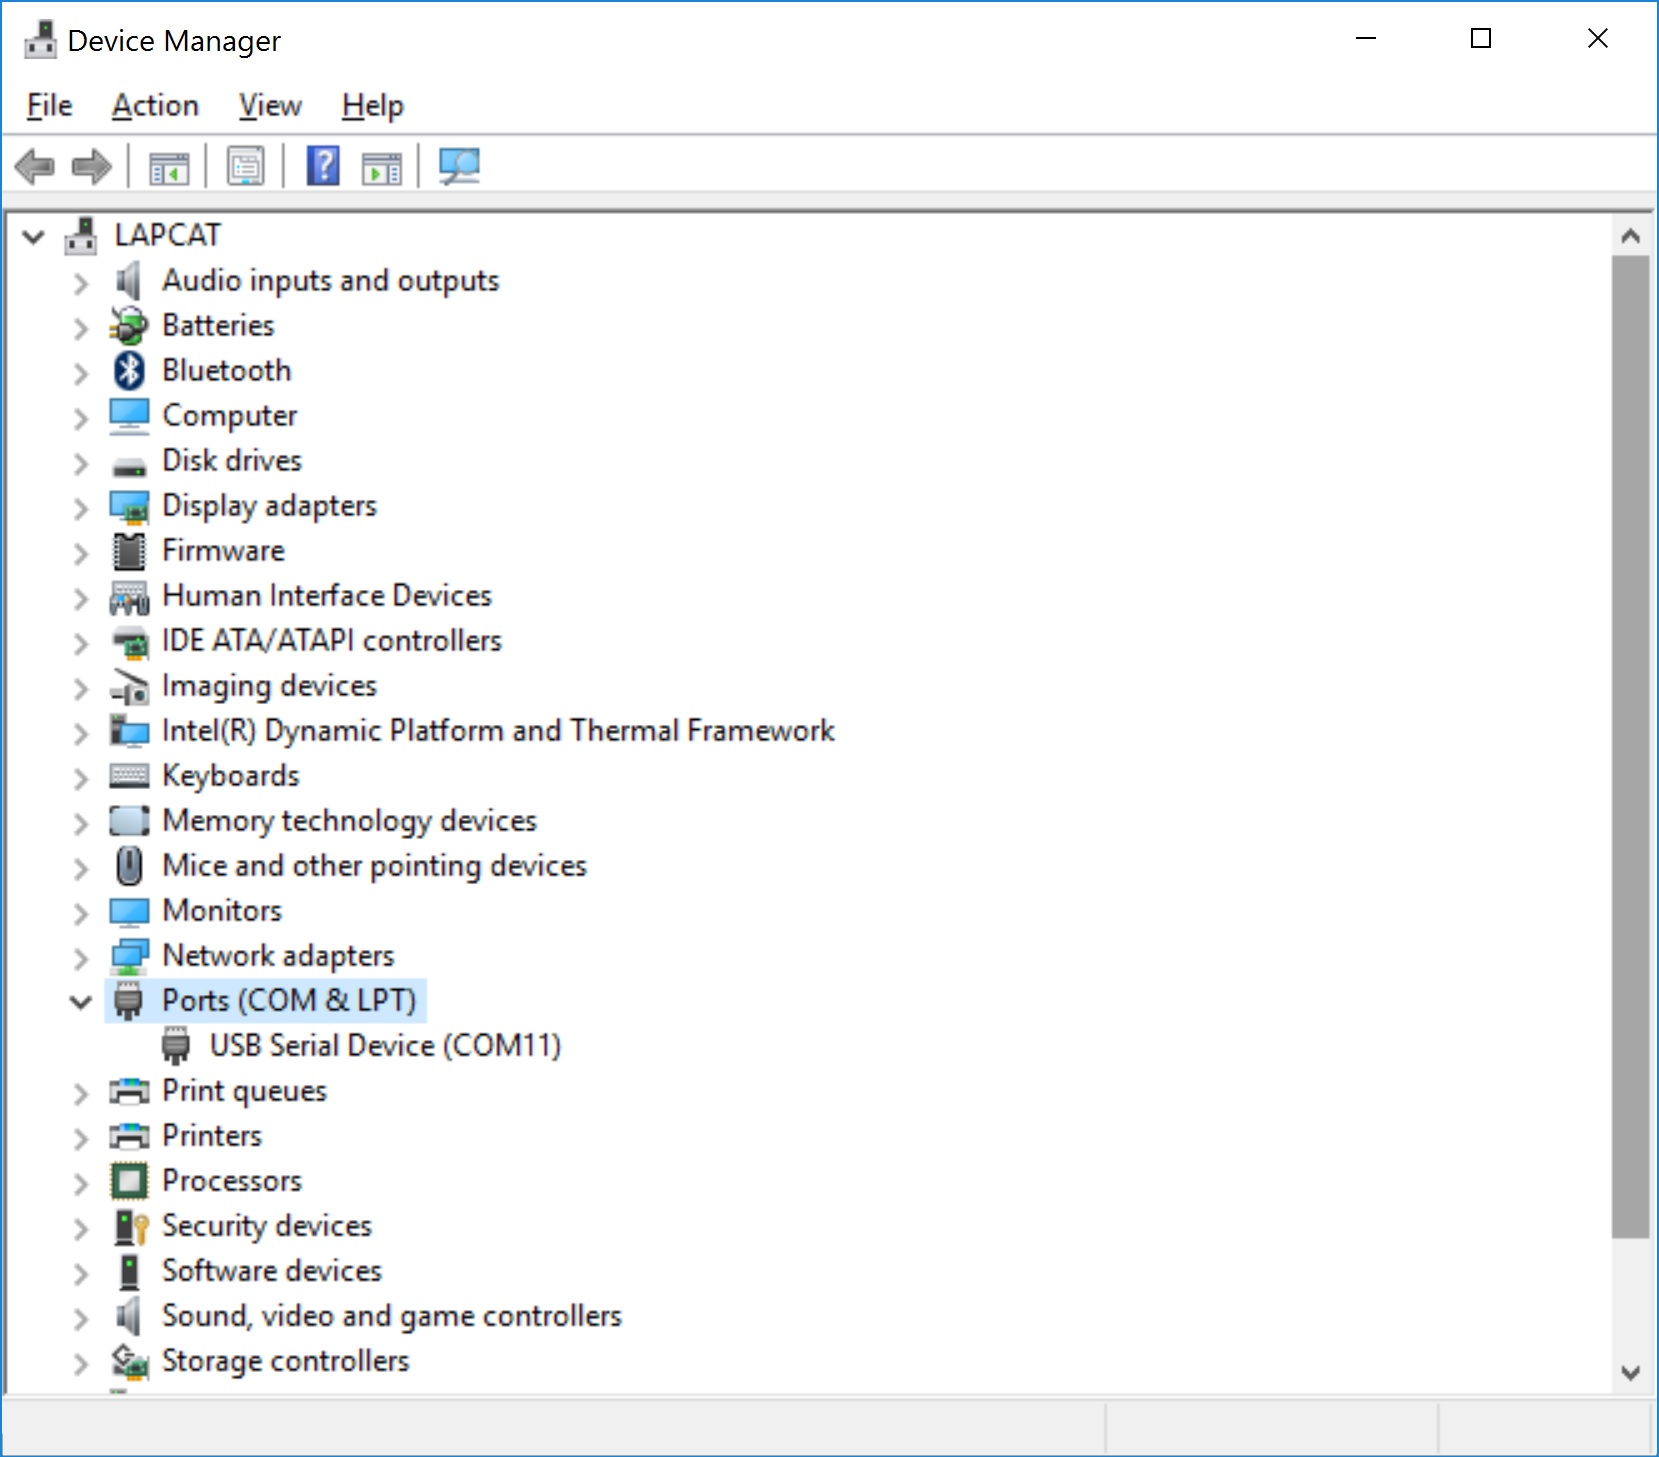 Device Manager
File Action View Help
LAPCAT
Audio inputs and outputs
Batteries
Bluetooth
Computer
Disk drives
Display adapters
Firmware
Human Interface Devices
IDE ATA/ATAPI controllers
Imaging devices
Intel(R) Dynamic Platform and Thermal Framework
Keyboards
Memory technology devices
Mice and other pointing devices
Monitors
Network adapters
Ports (COM & LPT)
USB Serial Device (COM11)
Print queues
Printers
Processors
Security devices
Software devices
Sound, video and game controllers
Storage controllers